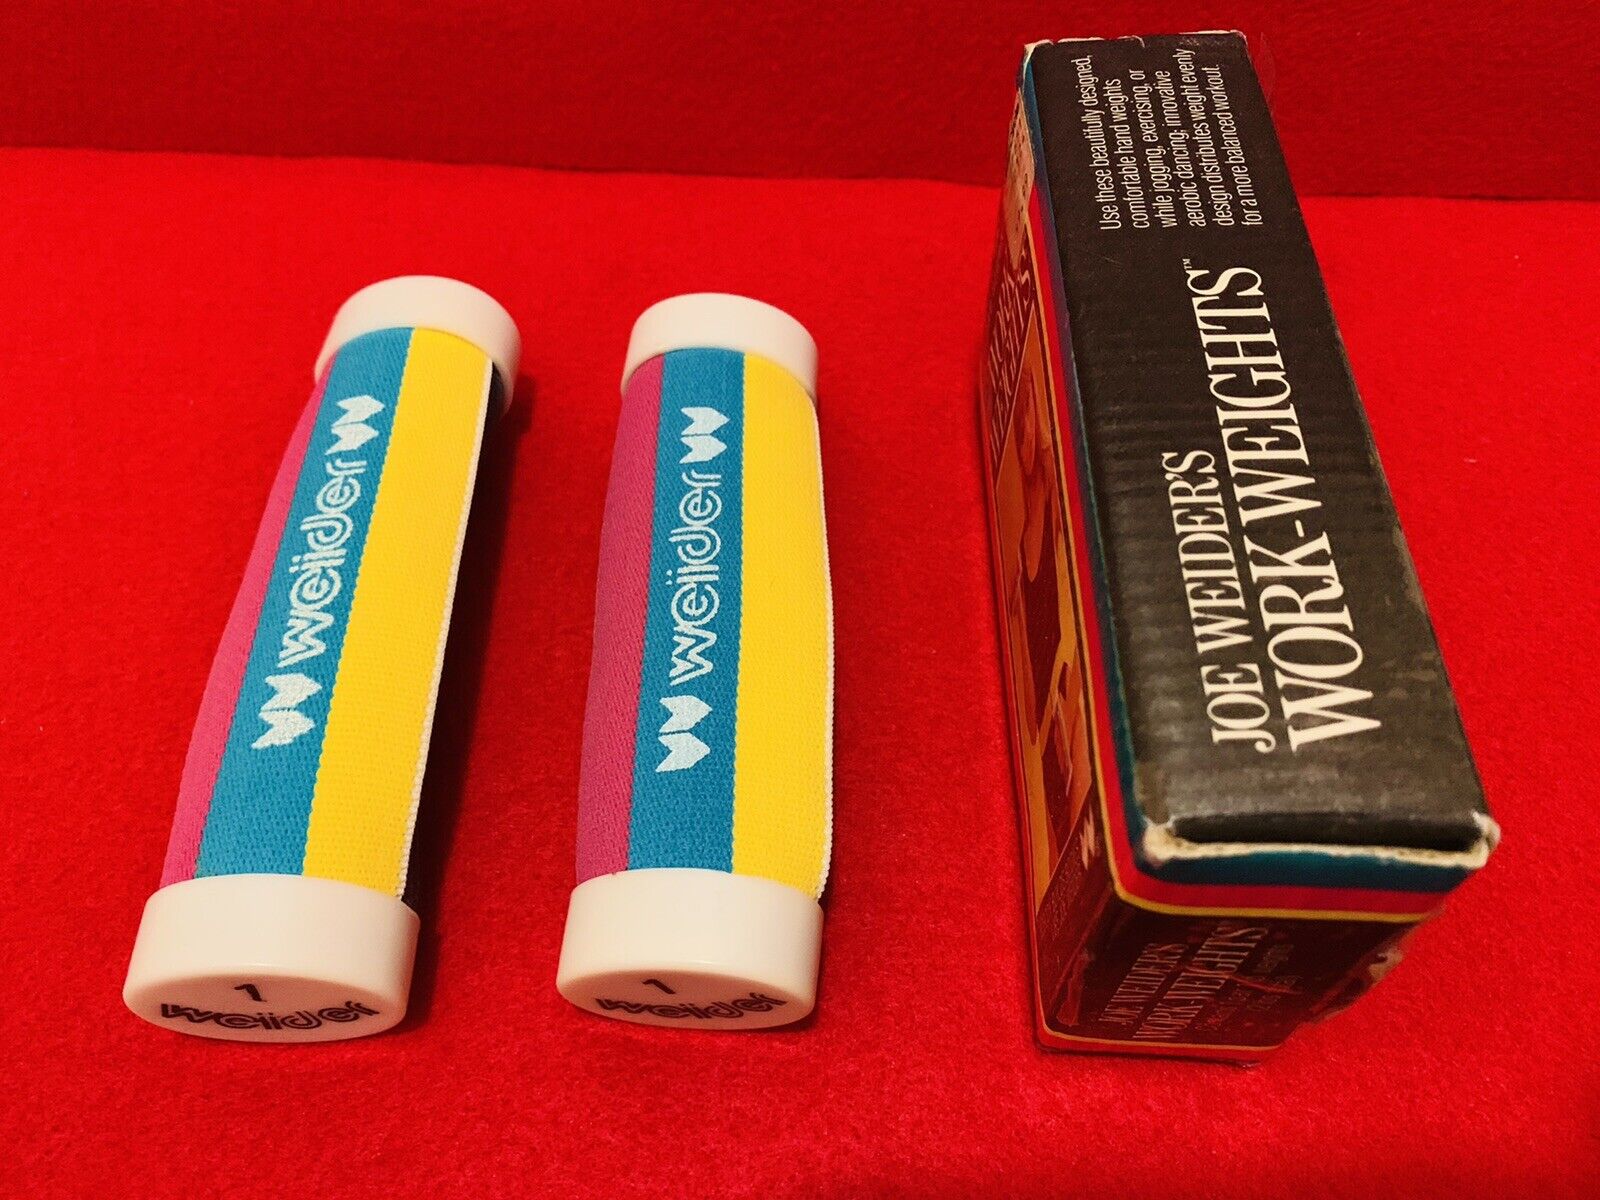 weider
weider
1
weider
1
weider
Use these beautifully designed,
comfortable hand weights
while jogging, exercising, or
aerobic dancing; innovative
design distributes weight evenly
for a more balanced workout.
JOE WEIDER'S
WORK-WEIGHTS™
JOE WEIDER'S
WORK-WEIGHTS